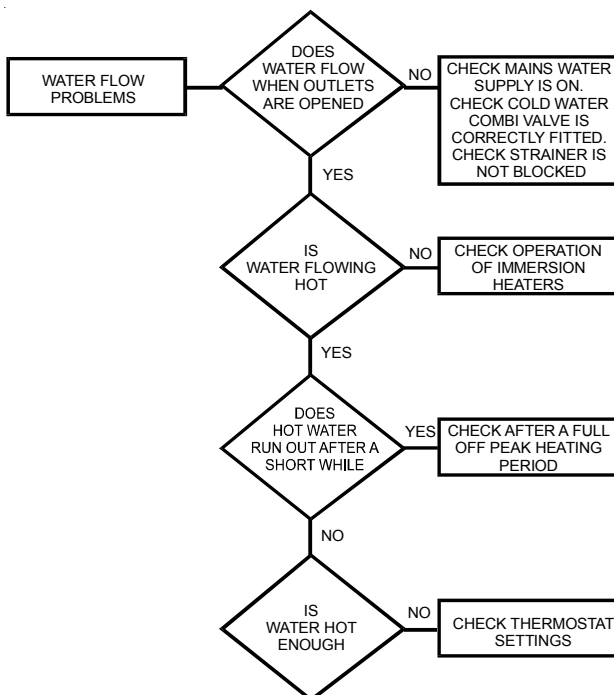 WATER FLOW
PROBLEMS
DOES
WATER FLOW
WHEN OUTLETS
ARE OPENED
NO
CHECK MAINS WATER
SUPPLY IS ON.
CHECK COLD WATER
COMBI VALVE IS
CORRECTLY FITTED.
CHECK STRAINER IS
NOT BLOCKED
YES
IS
WATER FLOWING
HOT
NO
CHECK OPERATION
OF IMMERSION
HEATERS
YES
DOES
HOT WATER
RUN OUT AFTER A
SHORT WHILE
YES
CHECK AFTER A FULL
OFF PEAK HEATING
PERIOD
NO
IS
WATER HOT
ENOUGH
NO
CHECK THERMOSTAT
SETTINGS